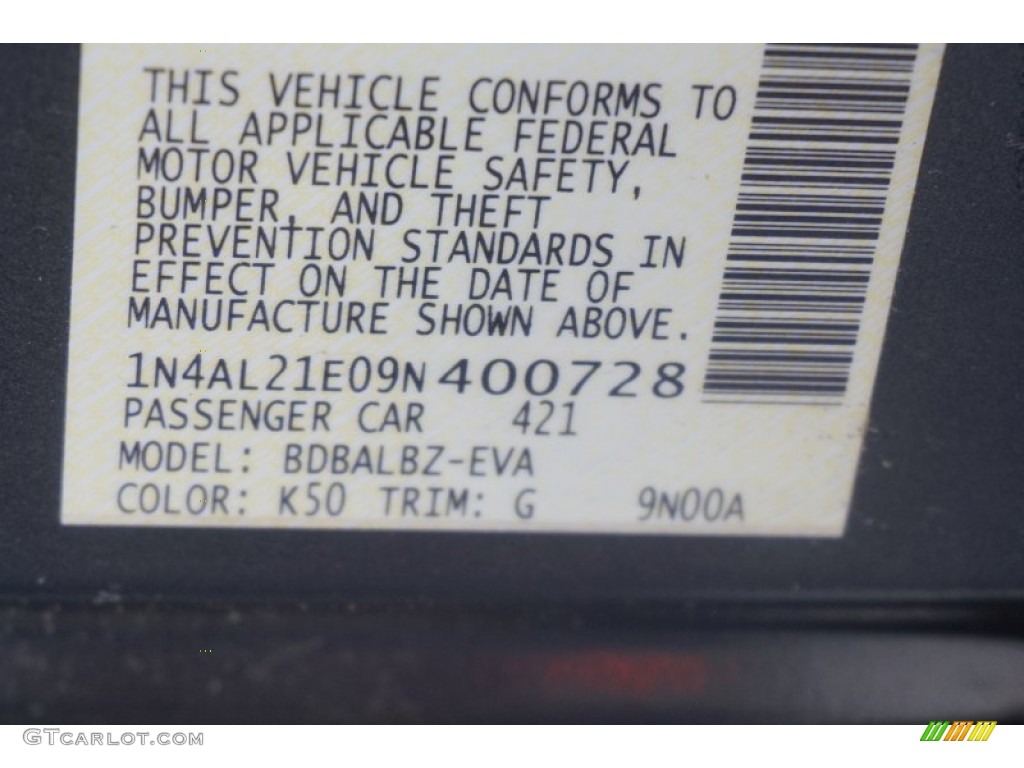 THIS VEHICLE CONFORMS TO
ALL APPLICABLE FEDERAL
MOTOR VEHICLE SAFETY,
BUMPER, AND THEFT
PREVENTION STANDARDS IN
EFFECT ON THE DATE OF
MANUFACTURE SHOWN ABOVE.
1N4AL21E09N400728
PASSENGER CAR 421
MODEL: BDBALBZ-EVA
COLOR: K50 TRIM: G 9N00A
GTCARLOT.COM